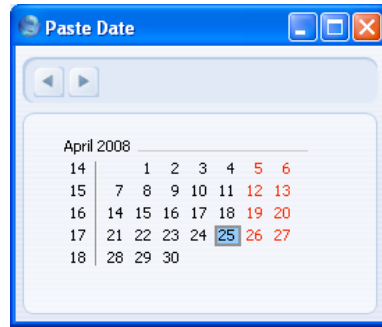 Paste Date
April 2008
14 1 2 3 4 5 6
15 7 8 9 10 11 12 13
16 14 15 16 17 18 19 20
17 21 22 23 24 25 26 27
18 28 29 30